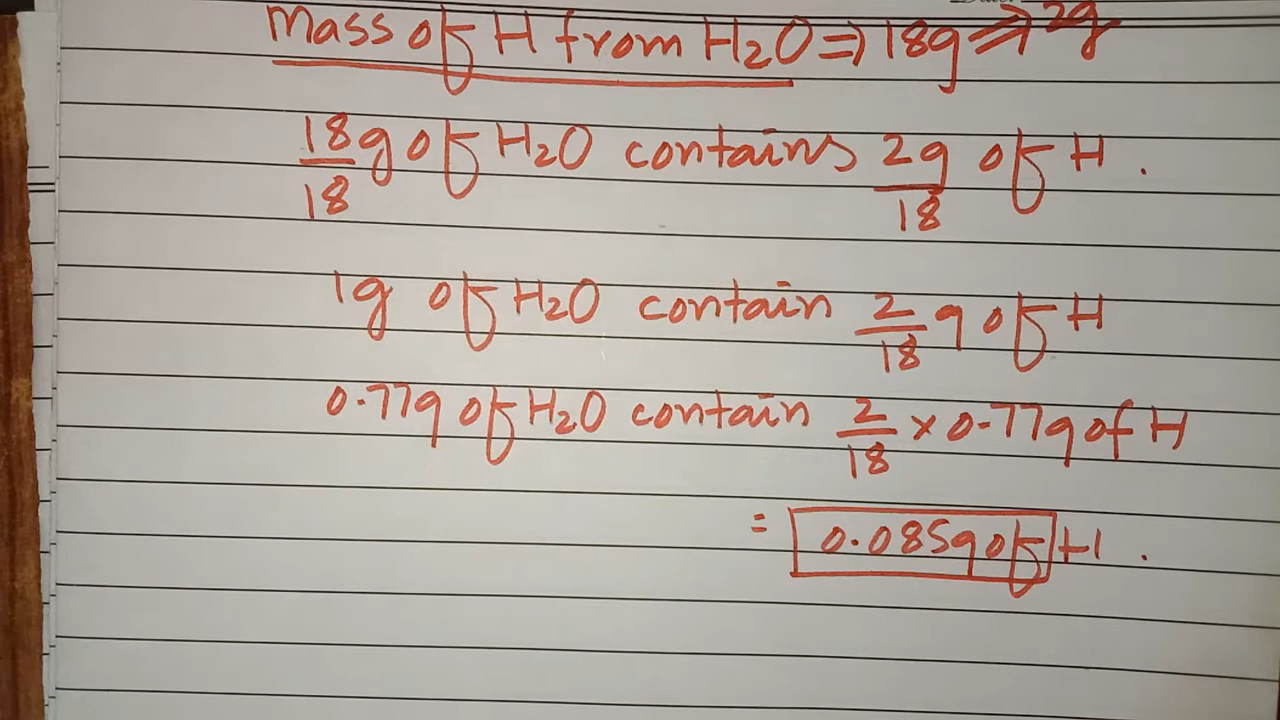 Mass of H from H₂O ⇒ 18g ⇒ 2g
18/18 g of H₂O contains 2g/18 of H.
1g of H₂O contain 2/18 g of H
0.77g of H₂O contain 2/18 × 0.77g of H
= 0.085g of H.